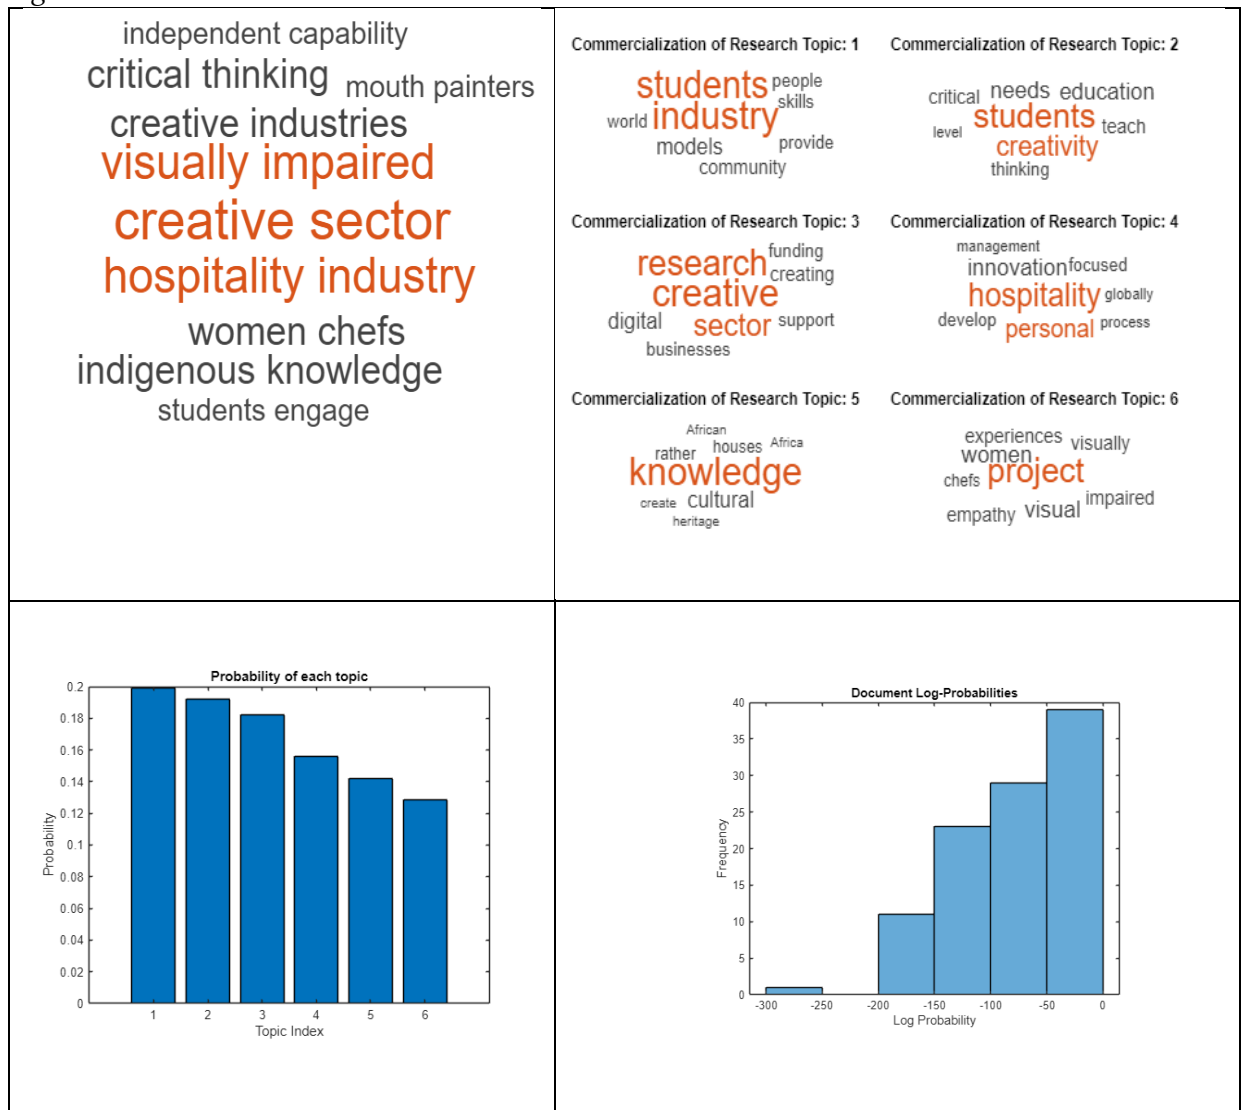 independent capability
critical thinking mouth painters
creative industries
visually impaired
creative sector
hospitality industry
women chefs
indigenous knowledge
students engage
Commercialization of Research Topic: 1
students people
skills
world industry
models provide
community
Commercialization of Research Topic: 2
critical needs education
students teach
level
creativity
thinking
Commercialization of Research Topic: 3
funding
research
creating
creative
digital sector support
businesses
Commercialization of Research Topic: 4
management
innovation focused
hospitality globally
develop personal process
Commercialization of Research Topic: 5
African
rather houses Africa
knowledge
create cultural
heritage
Commercialization of Research Topic: 6
experiences visually
women
chefs project
impaired
empathy visual
Probability of each topic
0.2
0.18
0.16
0.14
0.12
0.1
0.08
0.06
0.04
0.02
0
Probability
1 2 3 4 5 6
Topic Index
Document Log-Probabilities
40
35
30
25
20
15
10
5
0
Frequency
-300 -250 -200 -150 -100 -50 0
Log Probability